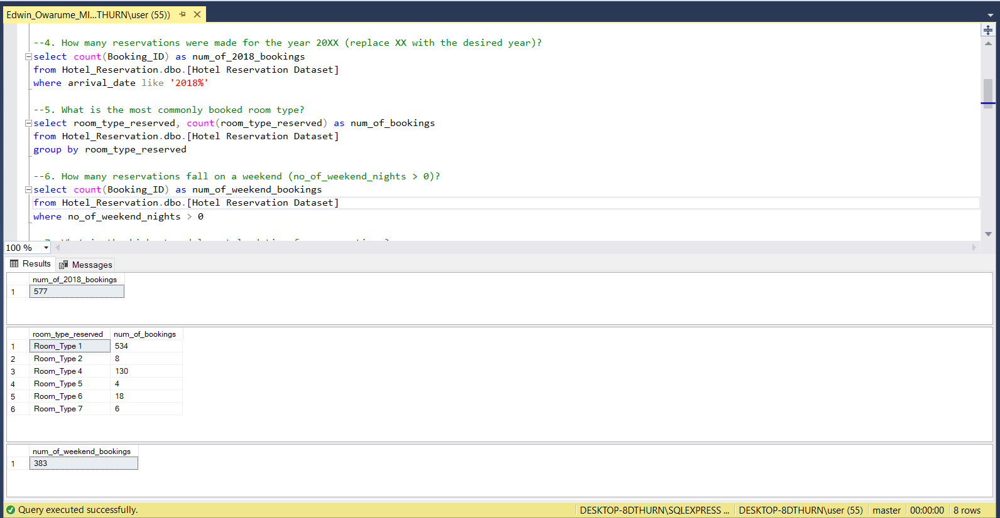 Edwin_Owarume_MI...THURN\user (55))
--4. How many reservations were made for the year 20XX (replace XX with the desired year)?
select count(Booking_ID) as num_of_2018_bookings
from Hotel_Reservation.dbo.[Hotel Reservation Dataset]
where arrival_date like '2018%'
--5. What is the most commonly booked room type?
select room_type_reserved, count(room_type_reserved) as num_of_bookings
from Hotel_Reservation.dbo.[Hotel Reservation Dataset]
group by room_type_reserved
--6. How many reservations fall on a weekend (no_of_weekend_nights > 0)?
select count(Booking_ID) as num_of_weekend_bookings
from Hotel_Reservation.dbo.[Hotel Reservation Dataset]
where no_of_weekend_nights > 0
100 %
Results Messages
num_of_2018_bookings
1 577
room_type_reserved num_of_bookings
1 Room_Type 1 534
2 Room_Type 2 8
3 Room_Type 4 130
4 Room_Type 5 4
5 Room_Type 6 18
6 Room_Type 7 6
num_of_weekend_bookings
1 383
Query executed successfully. DESKTOP-8DTHURN\SQLEXPRESS ... DESKTOP-8DTHURN\user (55) master 00:00:00 8 rows